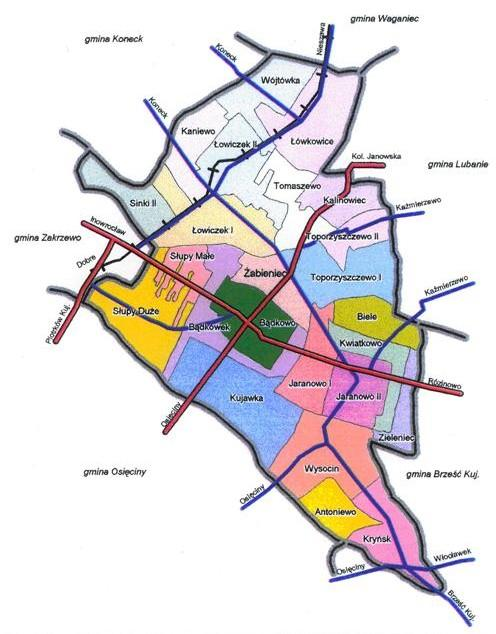 gmina Waganiec
gmina Koneck
Nieszawa
Koneck
Wójtówka
Koneck
Kaniewo
Łowiczek II
Łówkowice
Kol. Janowska
gmina Lubanie
Tomaszewo
Sinki II
Kalinowiec
Kaźmierzewo
Inowrocław
gmina Zakrzewo
Łowiczek I
Toporzyszczewo II
Dobre
Słupy Małe
Żabieniec
Toporzyszczewo I
Kaźmierzewo
Piotrków Kuj.
Słupy Duże
Bądkówek
Bądkowo
Biele
Kwiatkowo
Kujawka
Jaranowo I
Jaranowo II
Rózinowo
Osięciny
Zieleniec
gmina Osięciny
Wysocin
gmina Brześć Kuj.
Osięciny
Antoniewo
Kryńsk
Osięciny
Włocławek
Brześć Kuj.